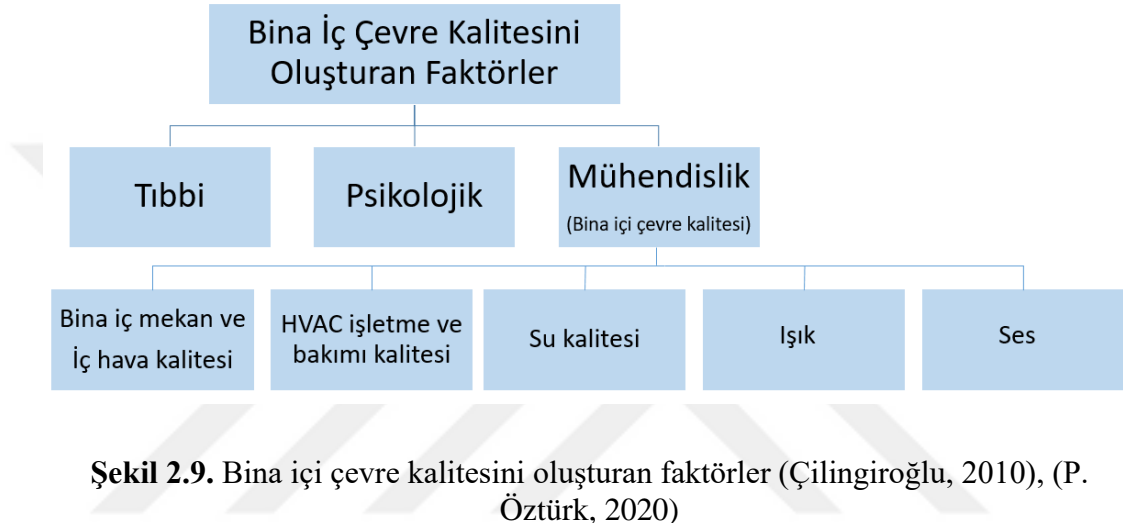 Bina İç Çevre Kalitesini
Oluşturan Faktörler
Tıbbi
Psikolojik
Mühendislik
(Bina içi çevre kalitesi)
Bina iç mekan ve
İç hava kalitesi
HVAC işletme ve
bakımı kalitesi
Su kalitesi
Işık
Ses
Şekil 2.9. Bina içi çevre kalitesini oluşturan faktörler (Çilingiroğlu, 2010), (P.
Öztürk, 2020)